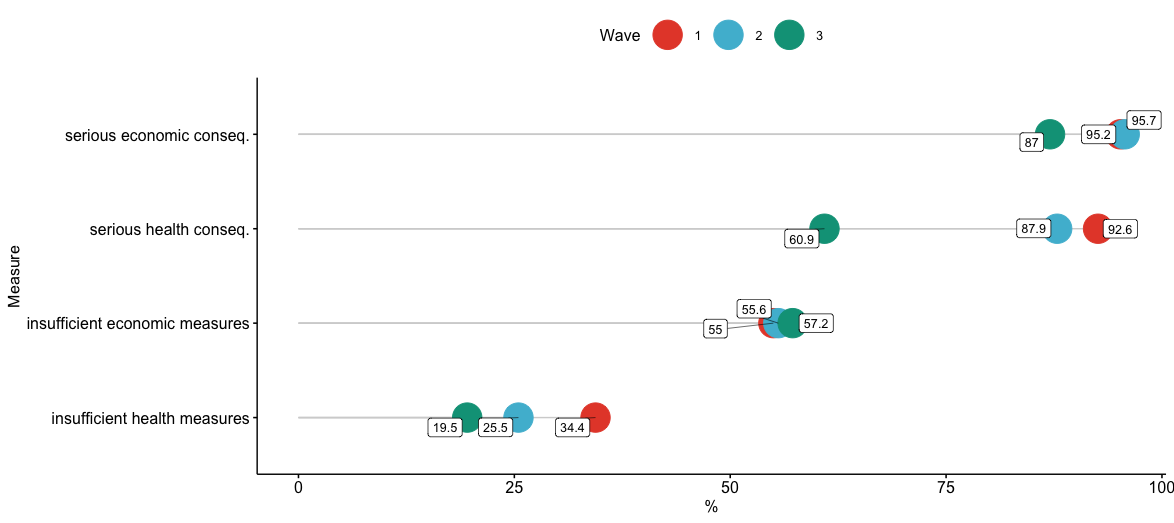 Wave 1 2 3
serious economic conseq.
87
95.2
95.7
serious health conseq.
60.9
87.9
92.6
Measure
insufficient economic measures
55
55.6
57.2
insufficient health measures
19.5
25.5
34.4
0 25 50 75 100
%